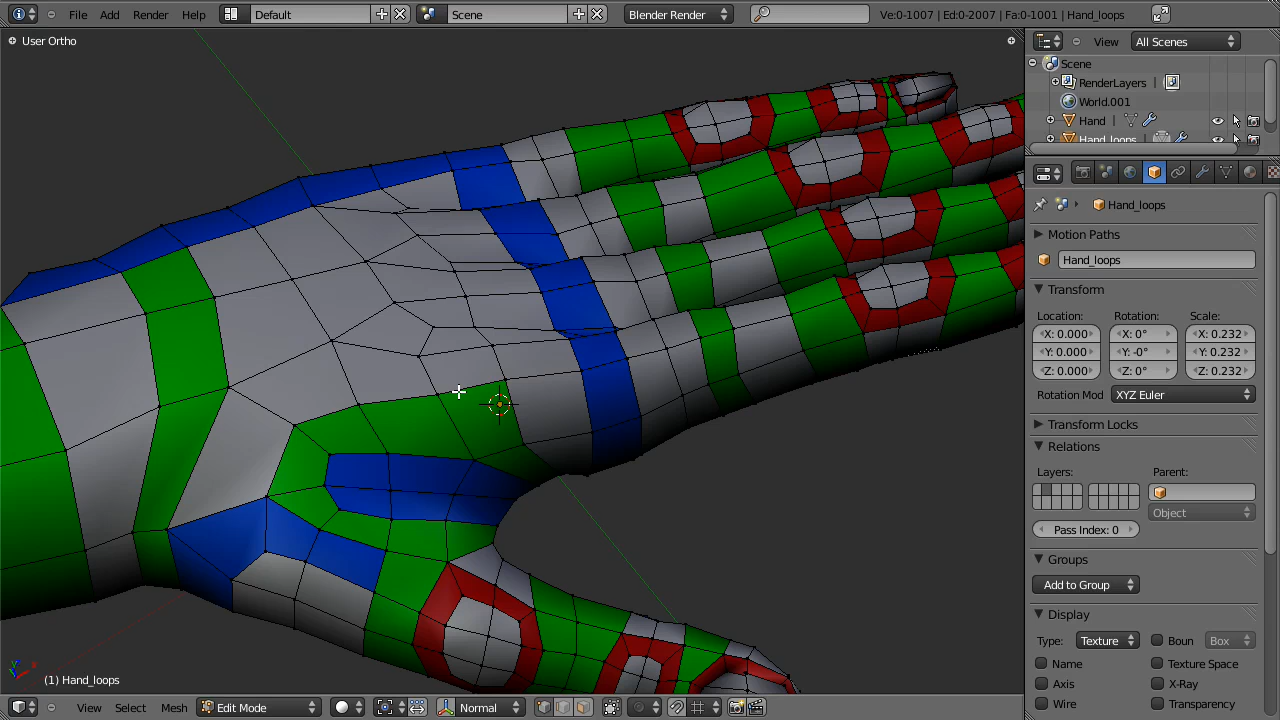 File Add Render Help Default Scene Blender Render Ve:0-1007 | Ed:0-2007 | Fa:0-1001 | Hand_loops
User Ortho
View All Scenes
Scene
RenderLayers |
World.001
Hand |
Hand_loops |
Hand_loops
Motion Paths
Hand_loops
Transform
Location: Rotation: Scale:
X: 0.000 X: 0° X: 0.232
Y: 0.000 Y: -0° Y: 0.232
Z: 0.000 Z: 0° Z: 0.232
Rotation Mod XYZ Euler
Transform Locks
Relations
Layers: Parent:
Object
Pass Index: 0
Groups
Add to Group
Display
Type: Texture Boun Box
Name Texture Space
Axis X-Ray
Wire Transparency
(1) Hand_loops
View Select Mesh Edit Mode Normal